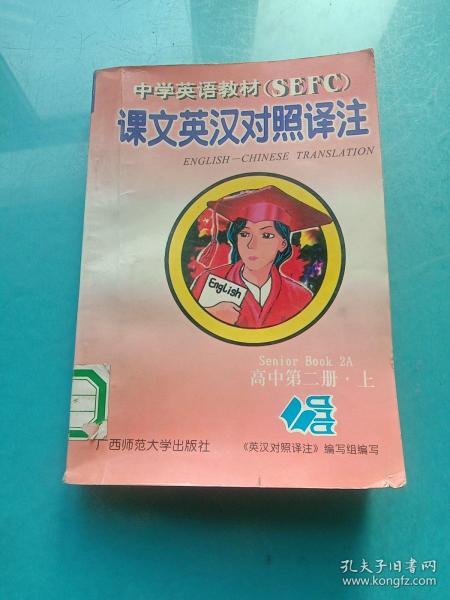 中学英语教材(SEFC)
课文英汉对照译注
ENGLISH—CHINESE TRANSLATION
English
Senior Book 2A
高中第二册·上
广西师范大学出版社
《英汉对照译注》编写组编写
孔夫子旧书网
www.kongfz.com